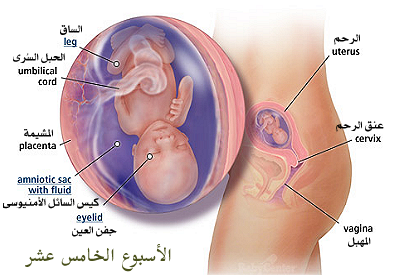 الساق
leg
الحبل السرى
umbilical
cord
المشيمة
placenta
amniotic sac
with fluid
كيس السائل الأمنيوسى
eyelid
جفن العين
الأسبوع الخامس عشر
الرحم
uterus
عنق الرحم
cervix
vagina
المهبل